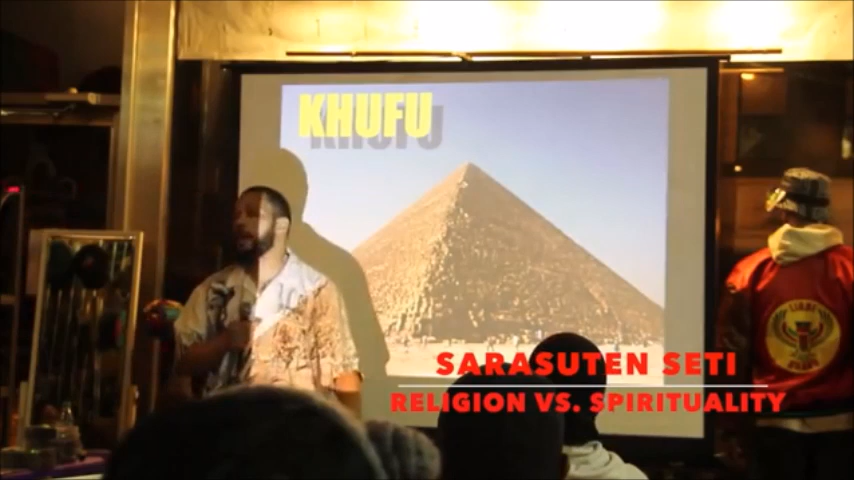 KHUFU
SARASUTEN SETI
RELIGION VS. SPIRITUALITY